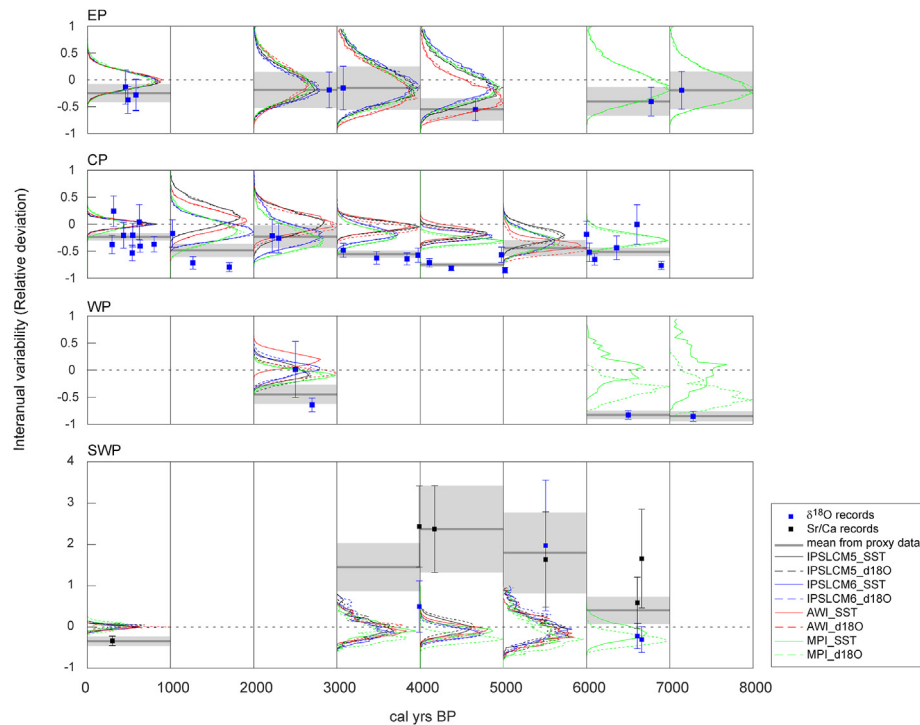 EP
1
0.5
0
-0.5
-1
CP
1
0.5
0
-0.5
-1
WP
1
0.5
0
-0.5
-1
SWP
4
3
2
1
0
-1
Interanual variability (Relative deviation)
0 1000 2000 3000 4000 5000 6000 7000 8000
cal yrs BP
δ18O records
Sr/Ca records
mean from proxy data
IPSLCM5_SST
IPSLCM5_d18O
IPSLCM6_SST
IPSLCM6_d18O
AWI_SST
AWI_d18O
MPI_SST
MPI_d18O